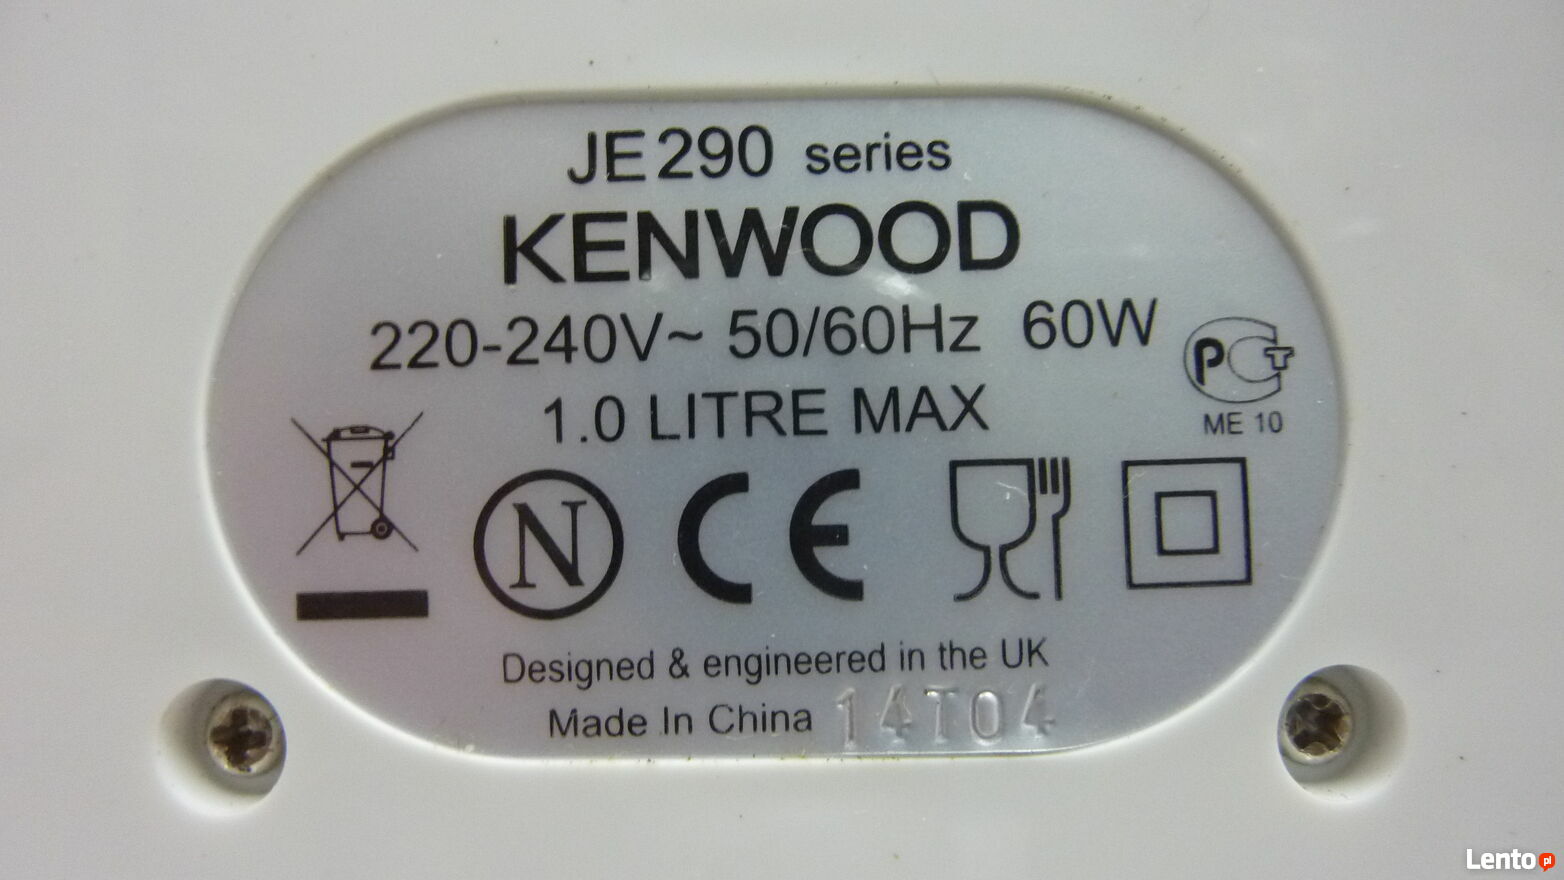 JE290 series
KENWOOD
220-240V~ 50/60Hz 60W
1.0 LITRE MAX
PCT
ME 10
N
CE
Designed & engineered in the UK
Made In China 14T04
Lento pl